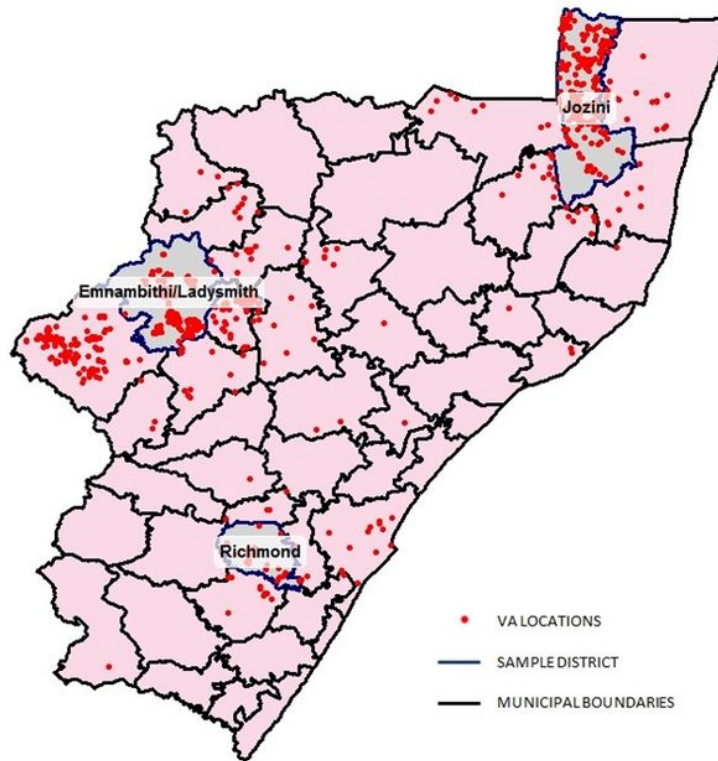 Jozini
Emnambithi/Ladysmith
Richmond
VA LOCATIONS
SAMPLE DISTRICT
MUNICIPAL BOUNDARIES